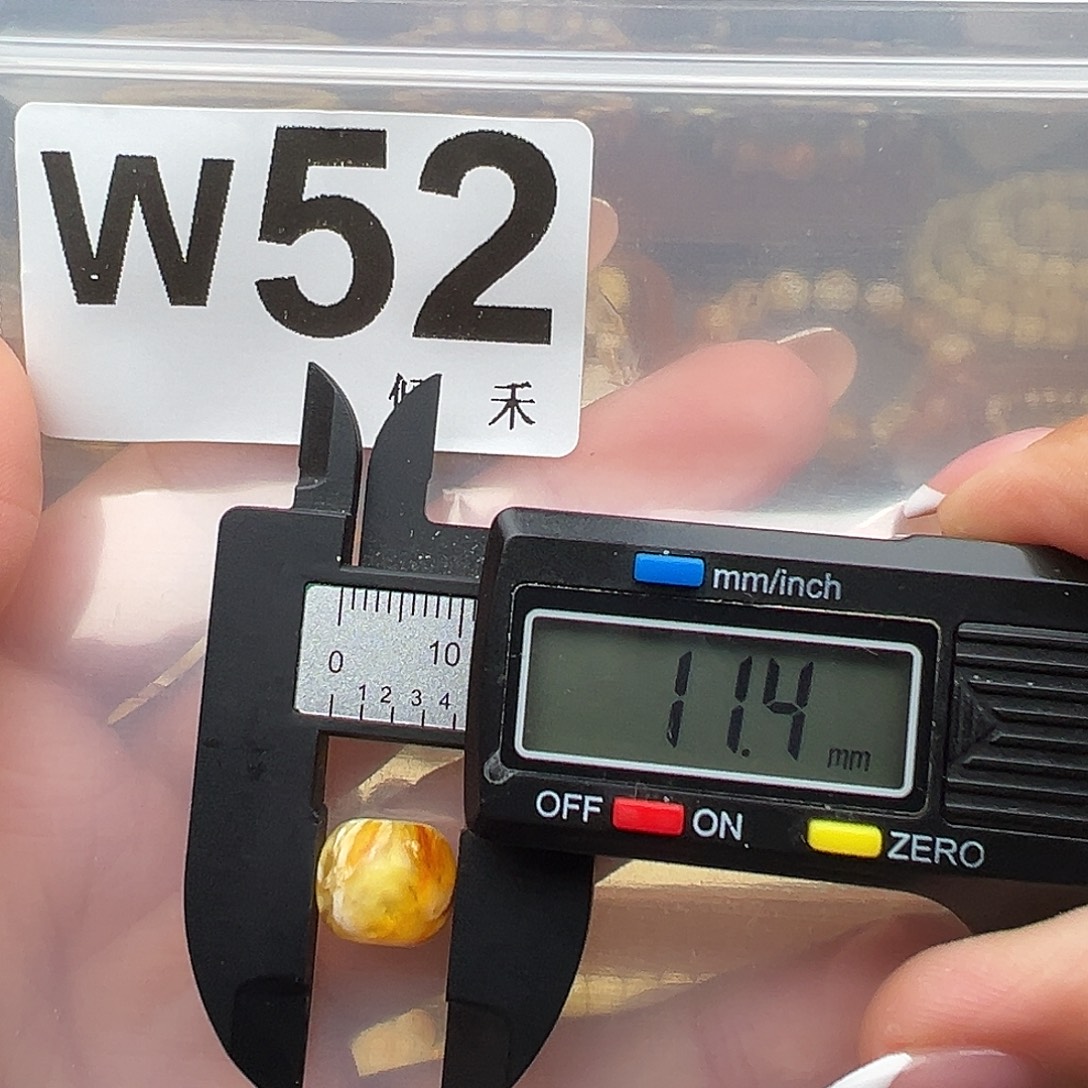 W52
禾
mm/inch
0 10
1 2 3 4
11.4 mm
OFF ON
ZERO